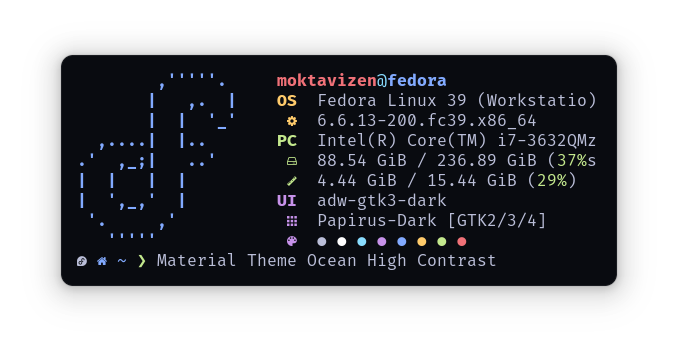 moktavizen@fedora
OS Fedora Linux 39 (Workstatio)
6.6.13-200.fc39.x86_64
PC Intel(R) Core(TM) i7-3632QMz
88.54 GiB / 236.89 GiB (37%s
4.44 GiB / 15.44 GiB (29%)
UI adw-gtk3-dark
Papirus-Dark [GTK2/3/4]
~ ❯ Material Theme Ocean High Contrast